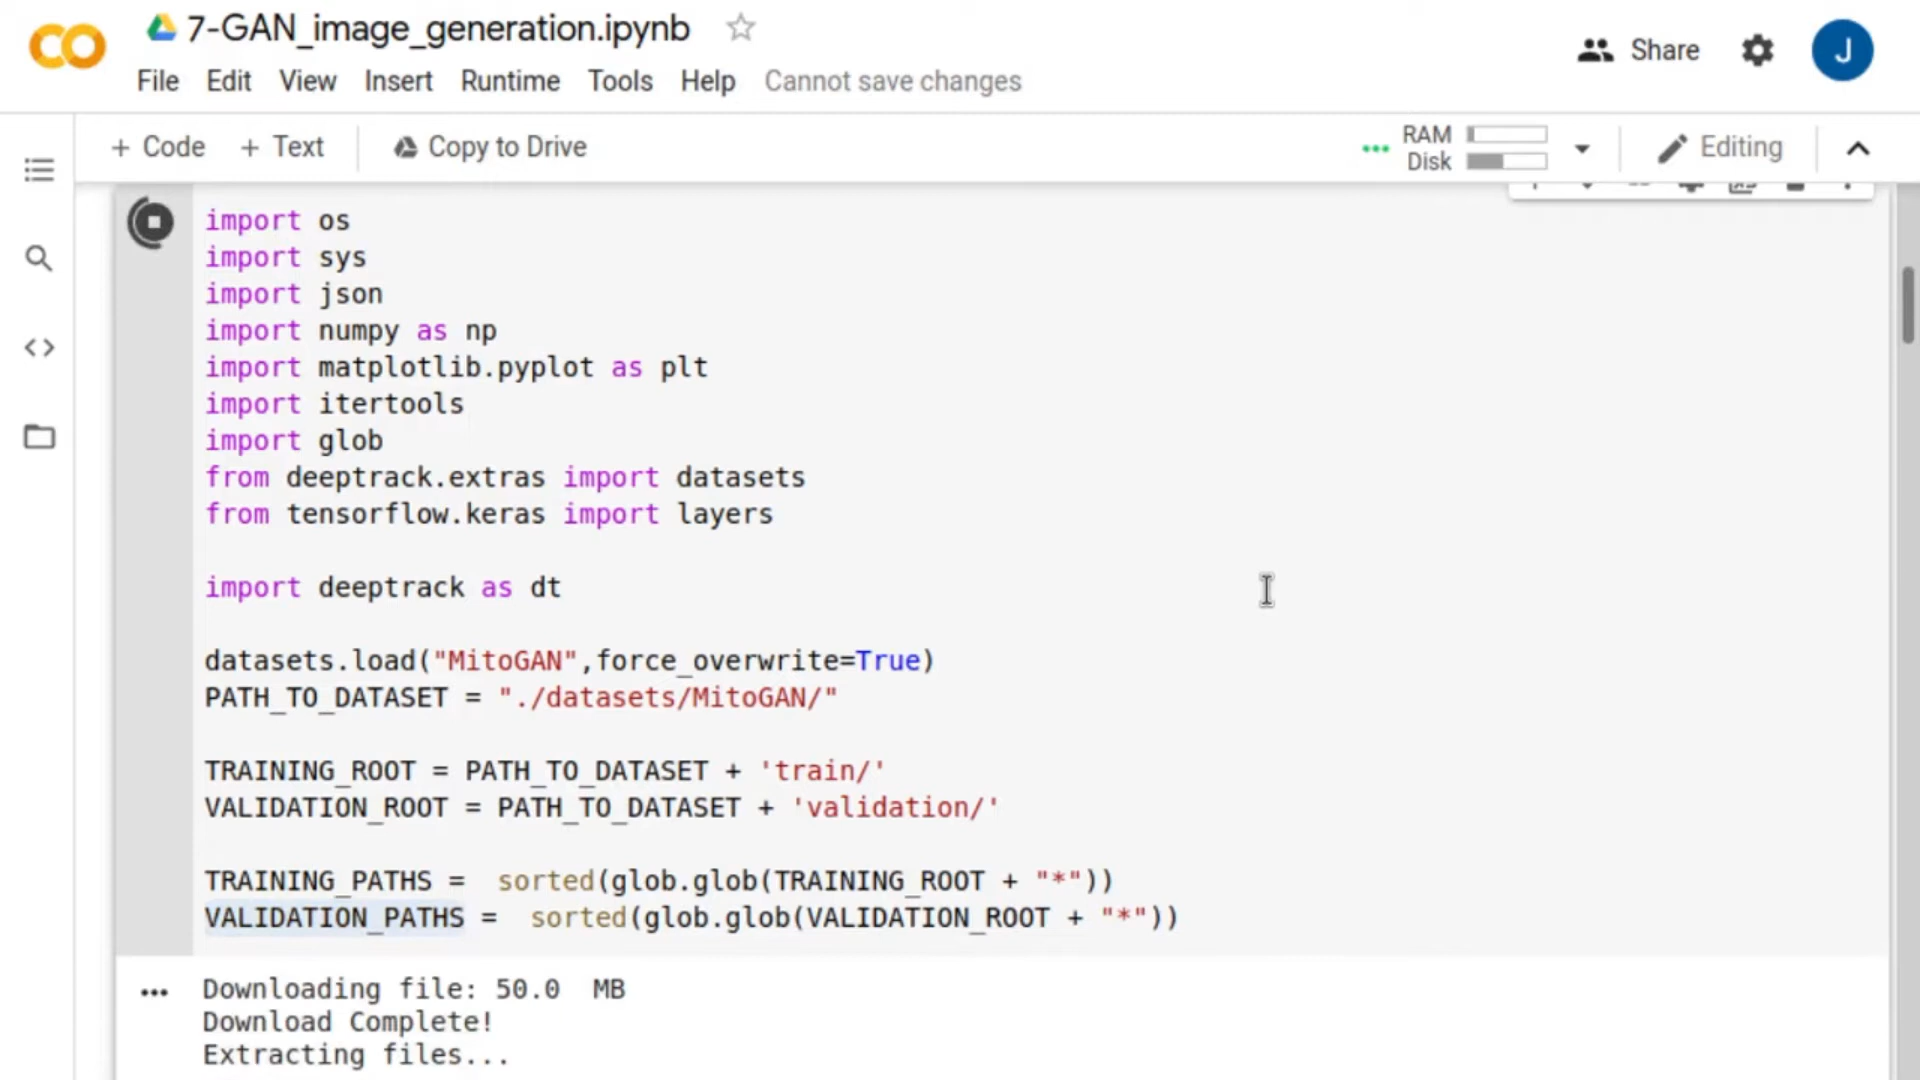 7-GAN_image_generation.ipynb
File Edit View Insert Runtime Tools Help Cannot save changes
Share
J
+ Code + Text Copy to Drive
RAM
Disk
Editing
import os
import sys
import json
import numpy as np
import matplotlib.pyplot as plt
import itertools
import glob
from deeptrack.extras import datasets
from tensorflow.keras import layers
import deeptrack as dt
datasets.load("MitoGAN",force_overwrite=True)
PATH_TO_DATASET = "./datasets/MitoGAN/"
TRAINING_ROOT = PATH_TO_DATASET + 'train/'
VALIDATION_ROOT = PATH_TO_DATASET + 'validation/'
TRAINING_PATHS =  sorted(glob.glob(TRAINING_ROOT + "*"))
VALIDATION_PATHS =  sorted(glob.glob(VALIDATION_ROOT + "*"))
Downloading file: 50.0  MB
Download Complete!
Extracting files...